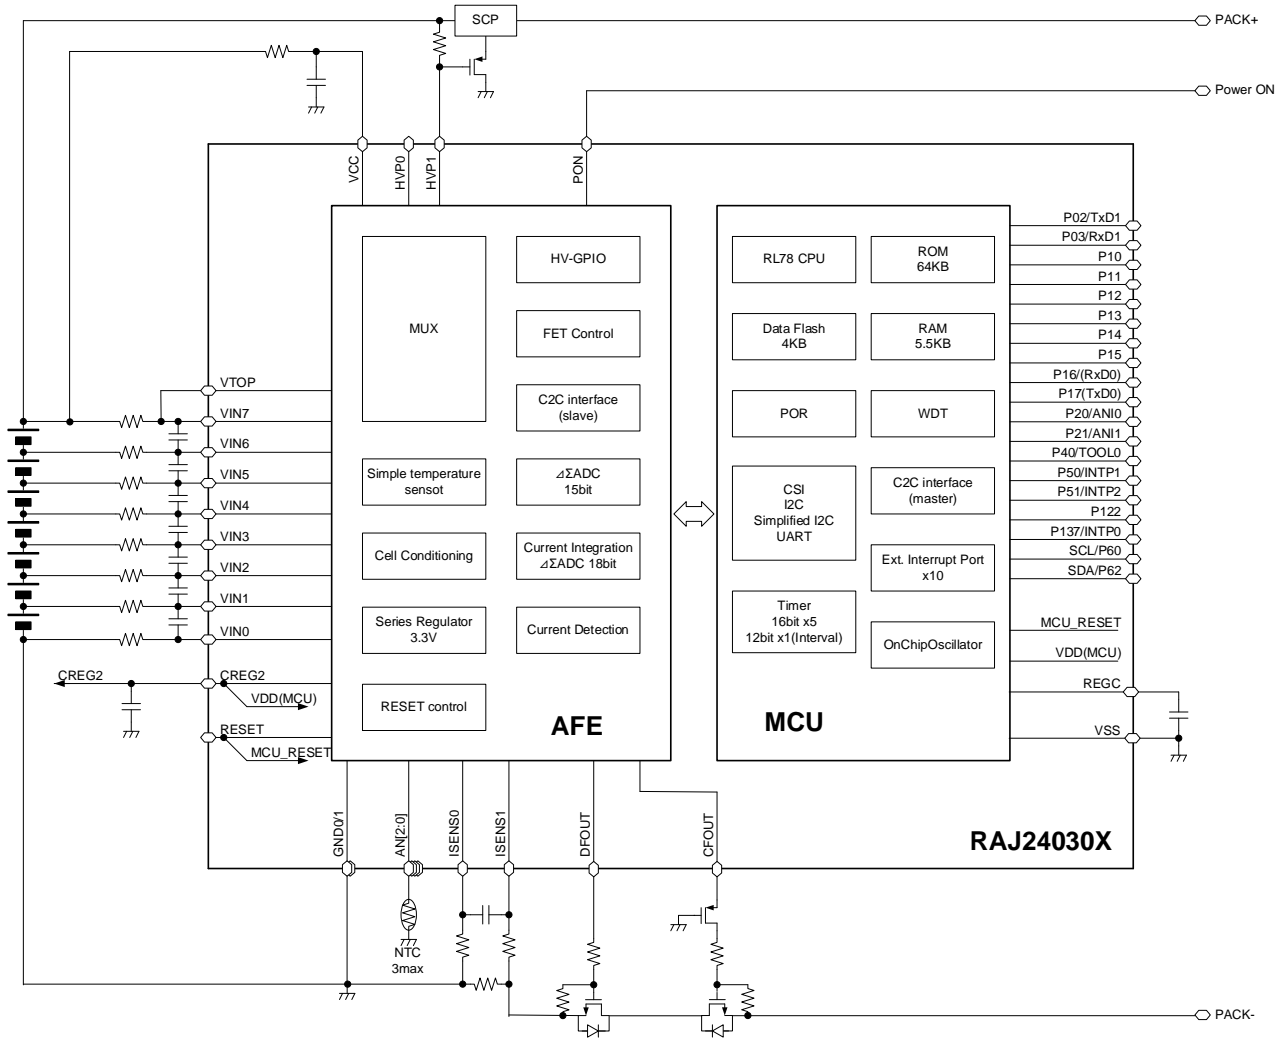 SCP
PACK+
Power ON
VCC
HVP0
HVP1
PON
MUX
HV-GPIO
FET Control
C2C interface
(slave)
Simple temperature
sensot
⊿ΣADC
15bit
Cell Conditioning
Current Integration
⊿ΣADC 18bit
Series Regulator
3.3V
Current Detection
RESET control
AFE
RL78 CPU
ROM
64KB
Data Flash
4KB
RAM
5.5KB
POR
WDT
CSI
I2C
Simplified I2C
UART
C2C interface
(master)
Ext. Interrupt Port
x10
Timer
16bit x5
12bit x1(Interval)
OnChipOscillator
MCU
P02/TxD1
P03/RxD1
P10
P11
P12
P13
P14
P15
P16/(RxD0)
P17(TxD0)
P20/ANI0
P21/ANI1
P40/TOOL0
P50/INTP1
P51/INTP2
P122
P137/INTP0
SCL/P60
SDA/P62
MCU_RESET
VDD(MCU)
REGC
VSS
VTOP
VIN7
VIN6
VIN5
VIN4
VIN3
VIN2
VIN1
VIN0
CREG2
CREG2
VDD(MCU)
RESET
MCU_RESET
GND0/1
AN[2:0]
ISENS0
ISENS1
DFOUT
CFOUT
RAJ24030X
NTC
3max
PACK-